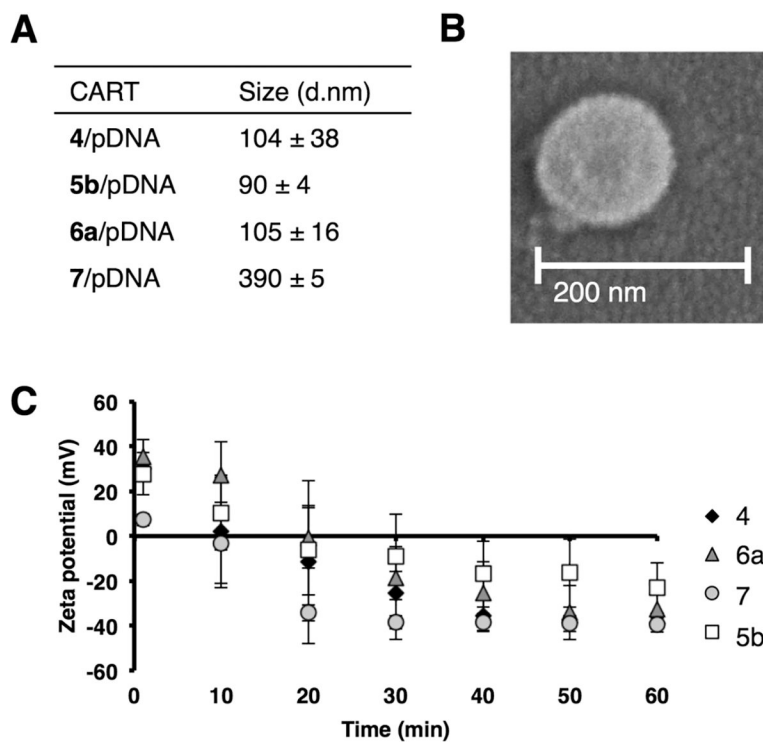 A
CART Size (d.nm)
4/pDNA 104 ± 38
5b/pDNA 90 ± 4
6a/pDNA 105 ± 16
7/pDNA 390 ± 5
B
200 nm
C
Zeta potential (mV)
60
40
20
0
-20
-40
-60
0 10 20 30 40 50 60
Time (min)
4
6a
7
5b